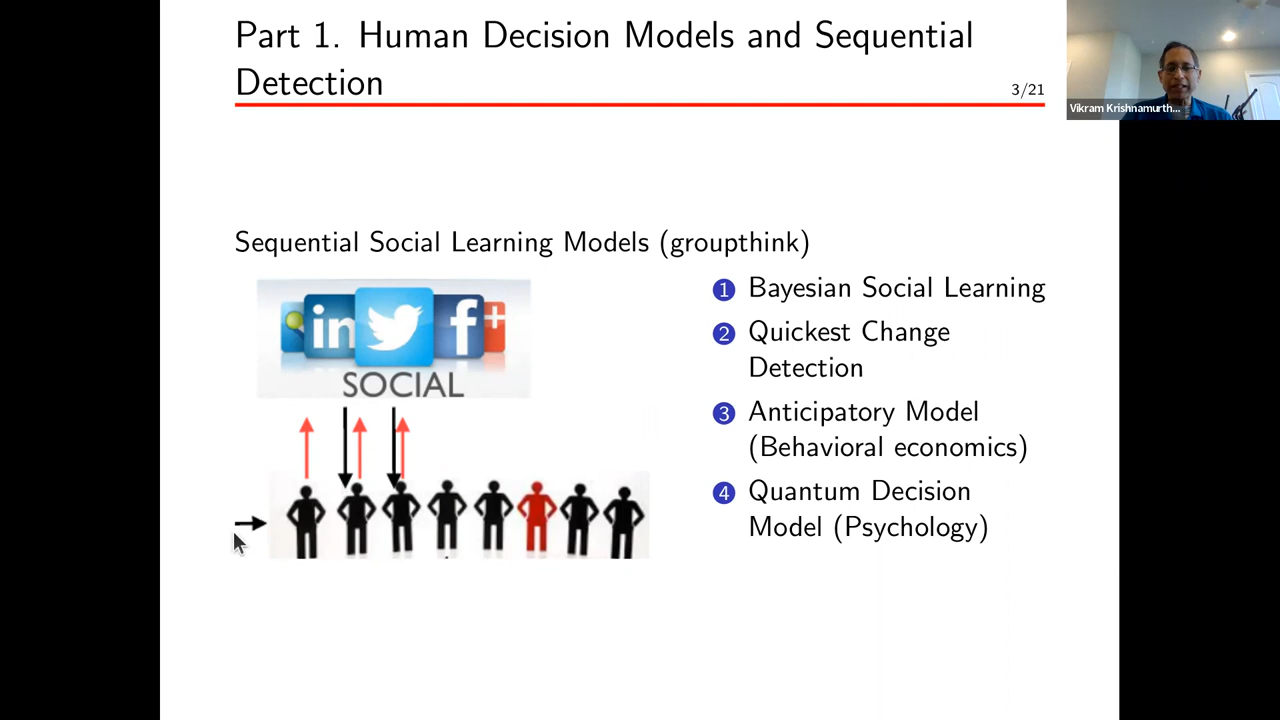 Part 1. Human Decision Models and Sequential
Detection
3/21
Vikram Krishnamurth...
Sequential Social Learning Models (groupthink)
in
f
+
SOCIAL
1 Bayesian Social Learning
2 Quickest Change
Detection
3 Anticipatory Model
(Behavioral economics)
4 Quantum Decision
Model (Psychology)